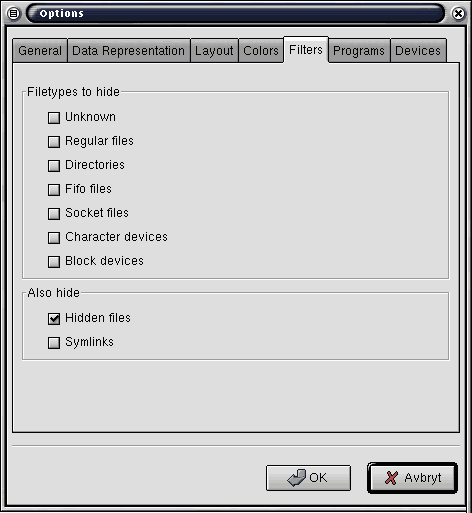 Options
General Data Representation Layout Colors Filters Programs Devices
Filetypes to hide
Unknown
Regular files
Directories
Fifo files
Socket files
Character devices
Block devices
Also hide
Hidden files
Symlinks
OK Avbryt